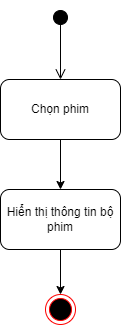 Chọn phim
Hiển thị thông tin bộ
phim